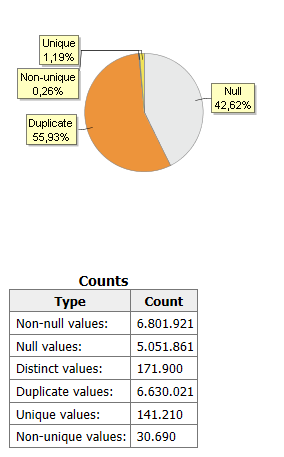 Unique
1,19%
Non-unique
0,26%
Null
42,62%
Duplicate
55,93%
Counts
Type Count
Non-null values: 6.801.921
Null values: 5.051.861
Distinct values: 171.900
Duplicate values: 6.630.021
Unique values: 141.210
Non-unique values: 30.690